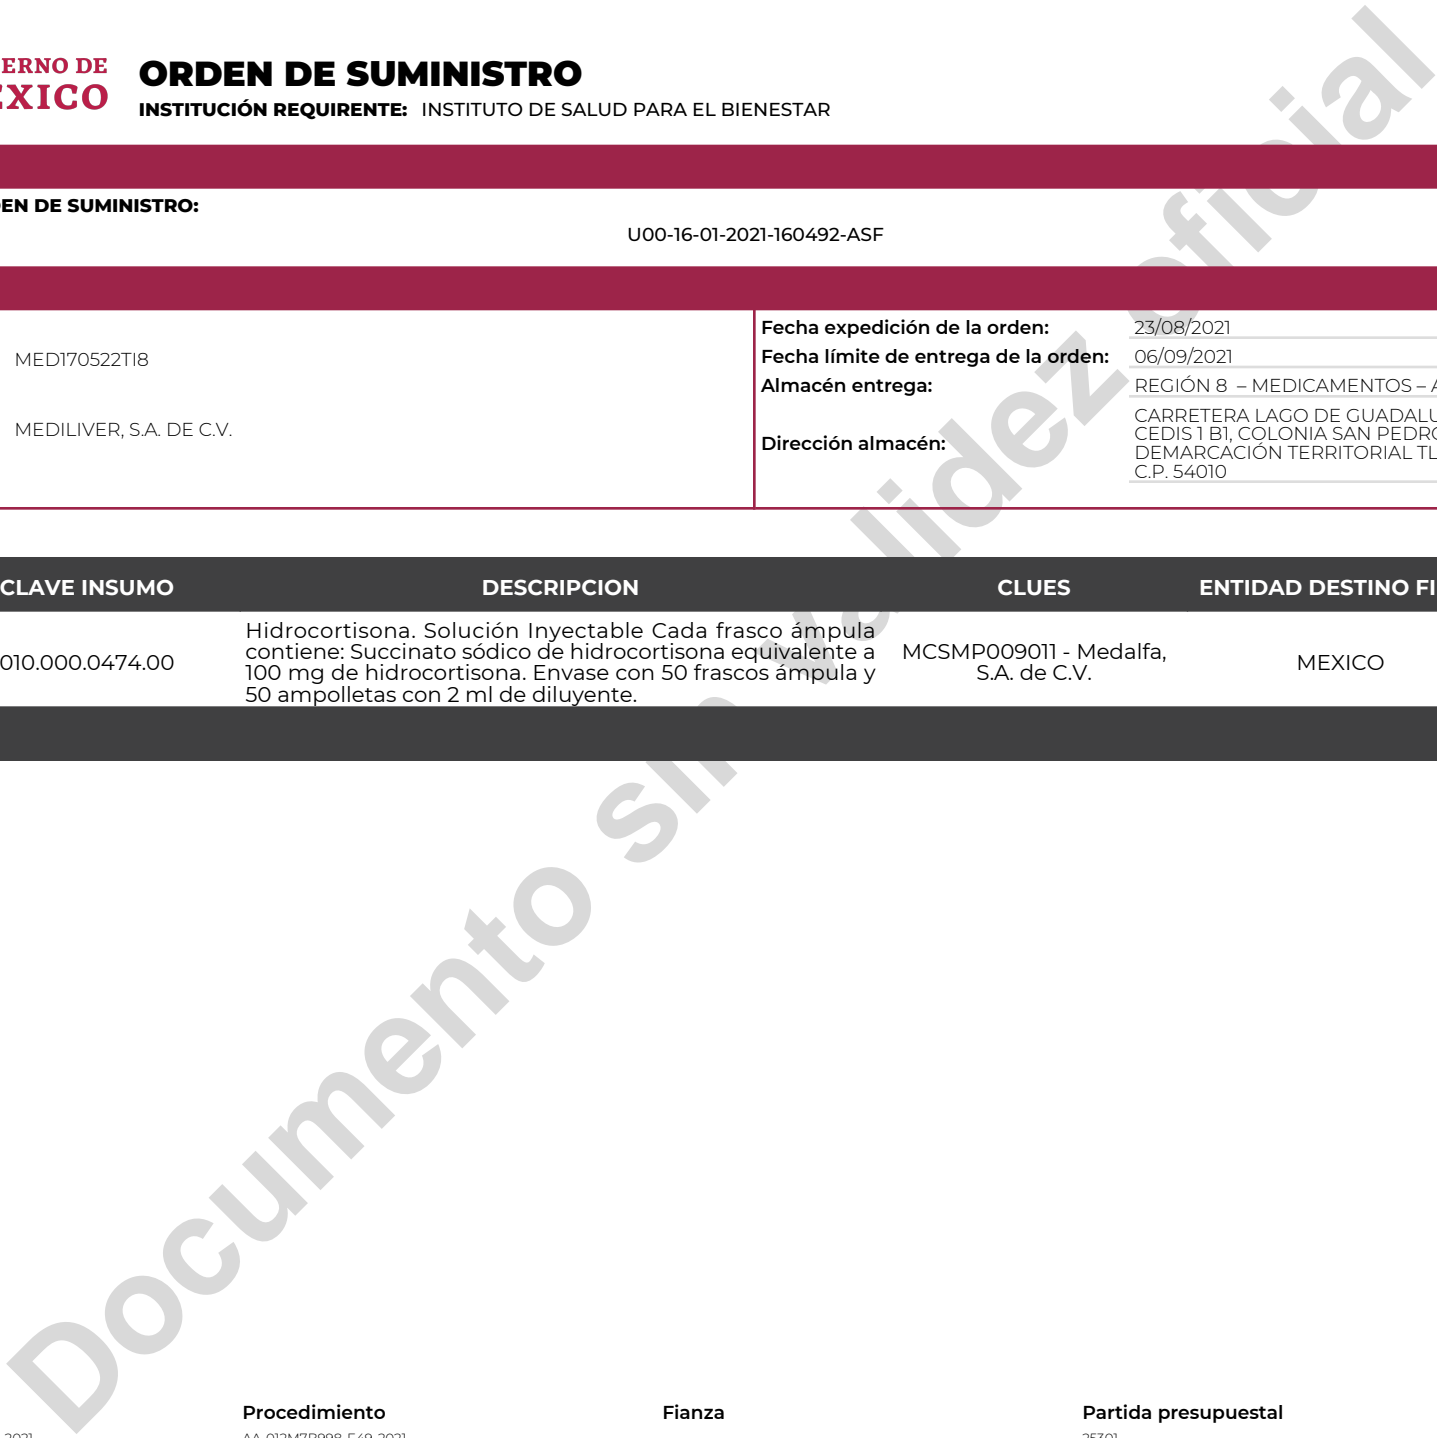 ERNO DE
EXICO
ORDEN DE SUMINISTRO
INSTITUCIÓN REQUIRENTE: INSTITUTO DE SALUD PARA EL BIENESTAR
EN DE SUMINISTRO:
U00-16-01-2021-160492-ASF
MED170522TI8
MEDILIVER, S.A. DE C.V.
Fecha expedición de la orden: 23/08/2021
Fecha límite de entrega de la orden: 06/09/2021
Almacén entrega: REGIÓN 8 – MEDICAMENTOS – A
Dirección almacén:
CARRETERA LAGO DE GUADALU
CEDIS 1 B1, COLONIA SAN PEDRO
DEMARCACIÓN TERRITORIAL TL
C.P. 54010
CLAVE INSUMO DESCRIPCION CLUES ENTIDAD DESTINO FI
010.000.0474.00
Hidrocortisona. Solución Inyectable Cada frasco ámpula
contiene: Succinato sódico de hidrocortisona equivalente a
100 mg de hidrocortisona. Envase con 50 frascos ámpula y
50 ampolletas con 2 ml de diluyente.
MCSMP009011 - Medalfa,
S.A. de C.V.
MEXICO
Documento sin validez oficial
Procedimiento Fianza Partida presupuestal